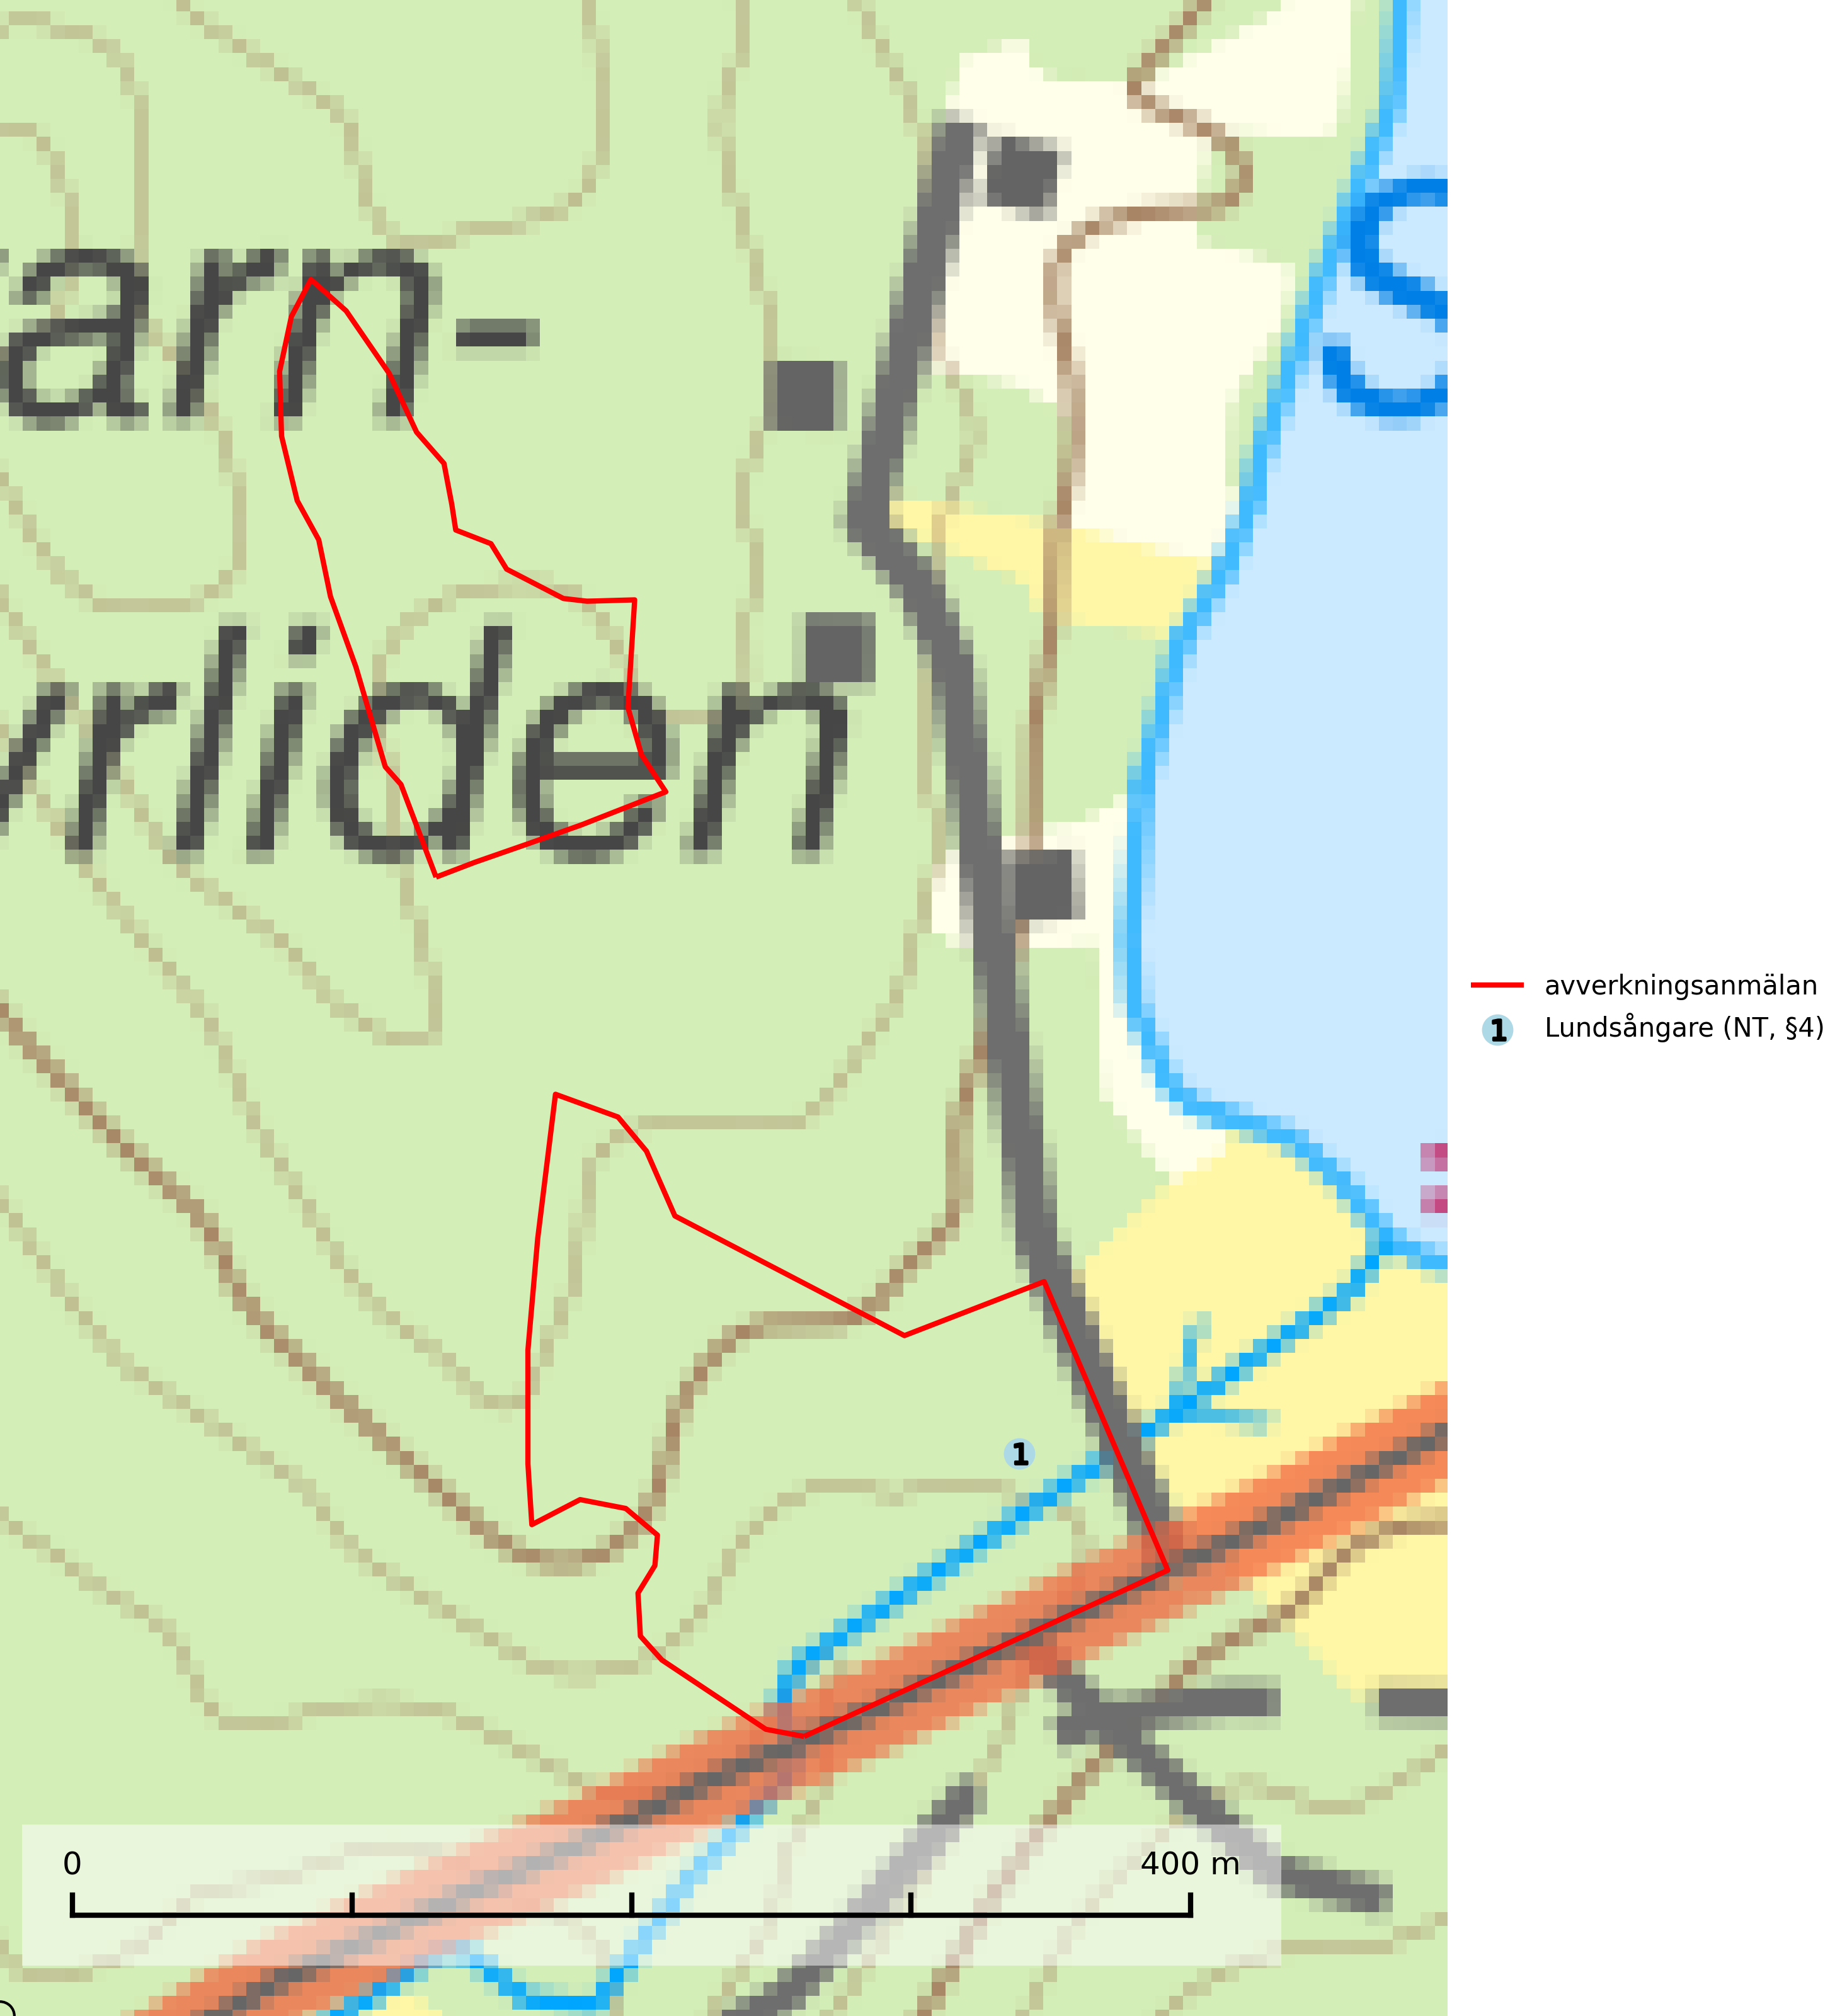 arn-
rliden
avverkningsanmälan
1 Lundsångare (NT, §4)
1
0 400 m